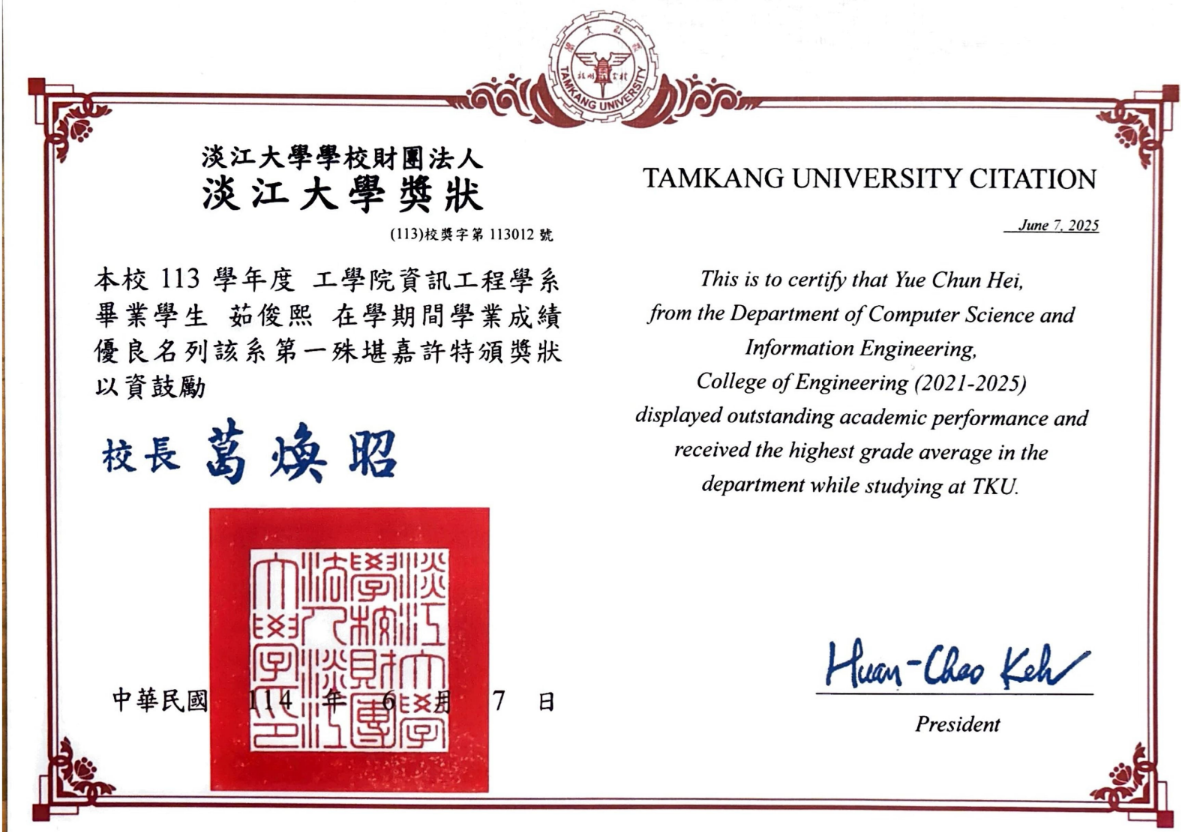 TAMKANG UNIVERSITY
淡江大學學校財團法人
淡江大學獎狀
(113)校獎字第 113012 號
本校 113 學年度 工學院資訊工程學系
畢業學生 茹俊熙 在學期間學業成績
優良名列該系第一殊堪嘉許特頒獎狀
以資鼓勵
校長 葛煥昭
淡江大學
學校財團
法人淡江
大學印
中華民國 114 年 6 月 7 日
TAMKANG UNIVERSITY CITATION
June 7, 2025
This is to certify that Yue Chun Hei,
from the Department of Computer Science and
Information Engineering,
College of Engineering (2021-2025)
displayed outstanding academic performance and
received the highest grade average in the
department while studying at TKU.
Huan-Chao Keh
President